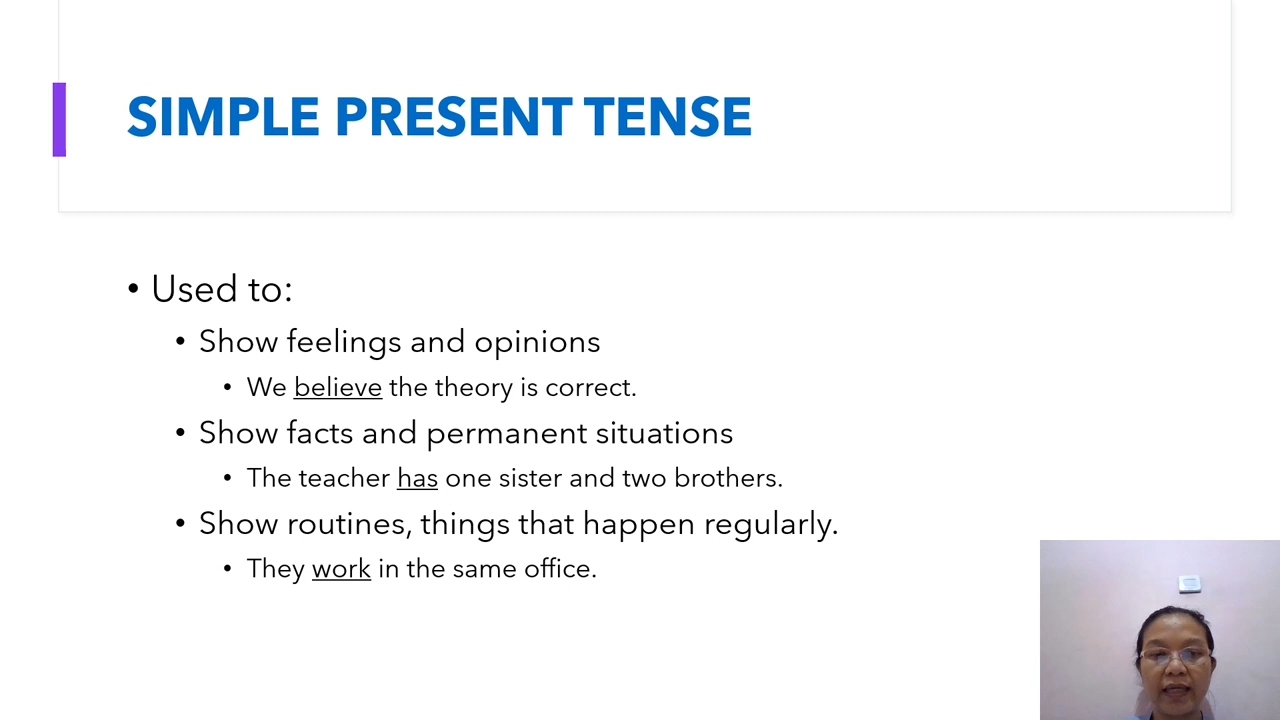 SIMPLE PRESENT TENSE
• Used to:
• Show feelings and opinions
• We believe the theory is correct.
• Show facts and permanent situations
• The teacher has one sister and two brothers.
• Show routines, things that happen regularly.
• They work in the same office.